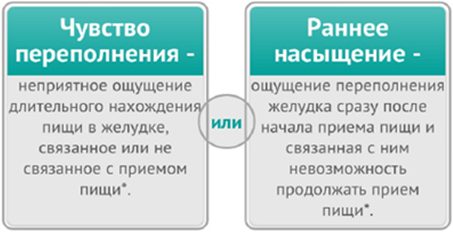 Чувство
переполнения -
неприятное ощущение
длительного нахождения
пищи в желудке,
связанное или не
связанное с приемом
пищи*.
или
Раннее
насыщение -
ощущение переполнения
желудка сразу после
начала приема пищи и
связанная с ним
невозможность
продолжать прием
пищи*.